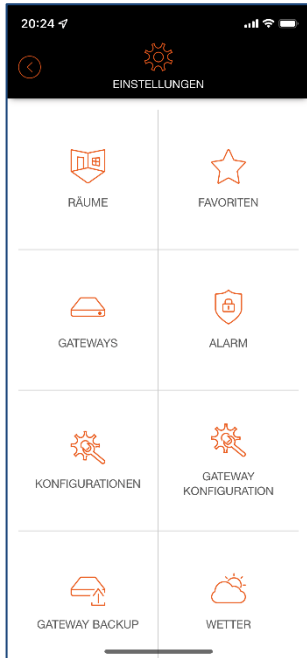 20:24
EINSTELLUNGEN
RÄUME
FAVORITEN
GATEWAYS
ALARM
KONFIGURATIONEN
GATEWAY
KONFIGURATION
GATEWAY BACKUP
WETTER